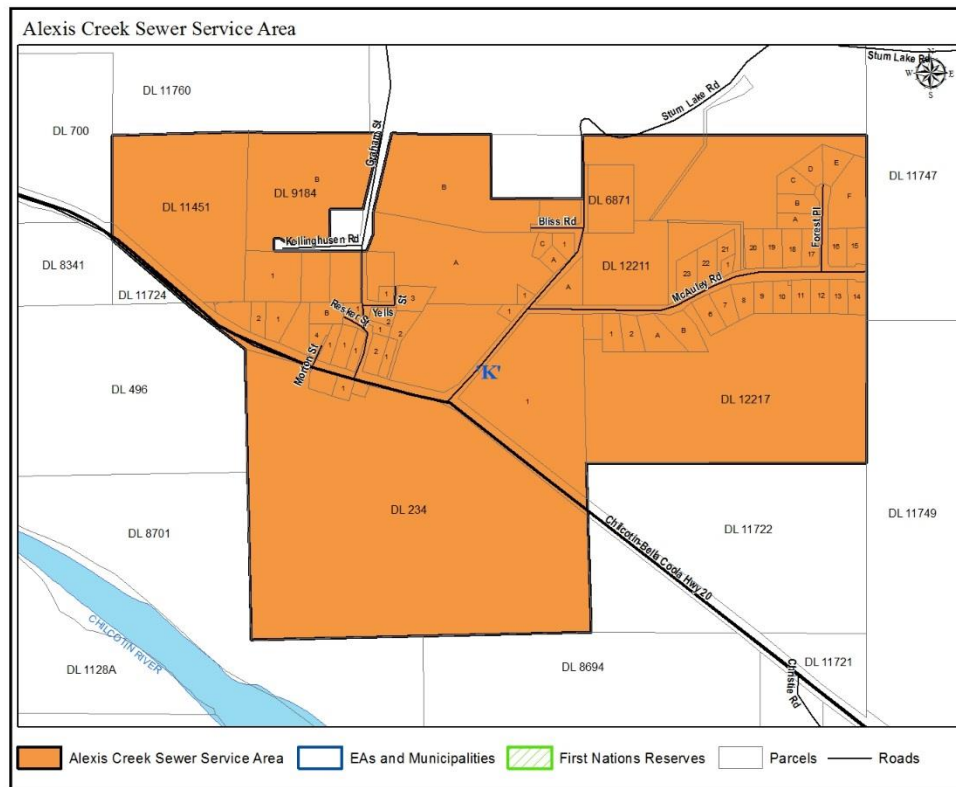 Alexis Creek Sewer Service Area
Stum Lake Rd
N
W
E
S
DL 11760
Stum Lake Rd
DL 700
Graham St
DL 11747
E
D
C
F
B
A
B
DL 9184
B
DL 6871
DL 11451
Bliss Rd
Forest Pl
Kollinghusen Rd
C
1
A
A
21
20
19
18
17
16
15
22
1
23
DL 8341
DL 12211
McAuley Rd
1
A
DL 11724
1
3
Yells St
1
1
2
1
B
Resker St
2
1
2
4
1
1
1
2
1
Morton St
1
1
1
2
A
B
6
7
8
9
10
11
12
13
14
'K'
DL 496
1
DL 12217
DL 234
DL 8701
Chilcotin-Bella Coola Hwy 20
DL 11722
DL 11749
CHILCOTIN RIVER
DL 1128A
DL 8694
DL 11721
Christie Rd
Alexis Creek Sewer Service Area
EAs and Municipalities
First Nations Reserves
Parcels
Roads